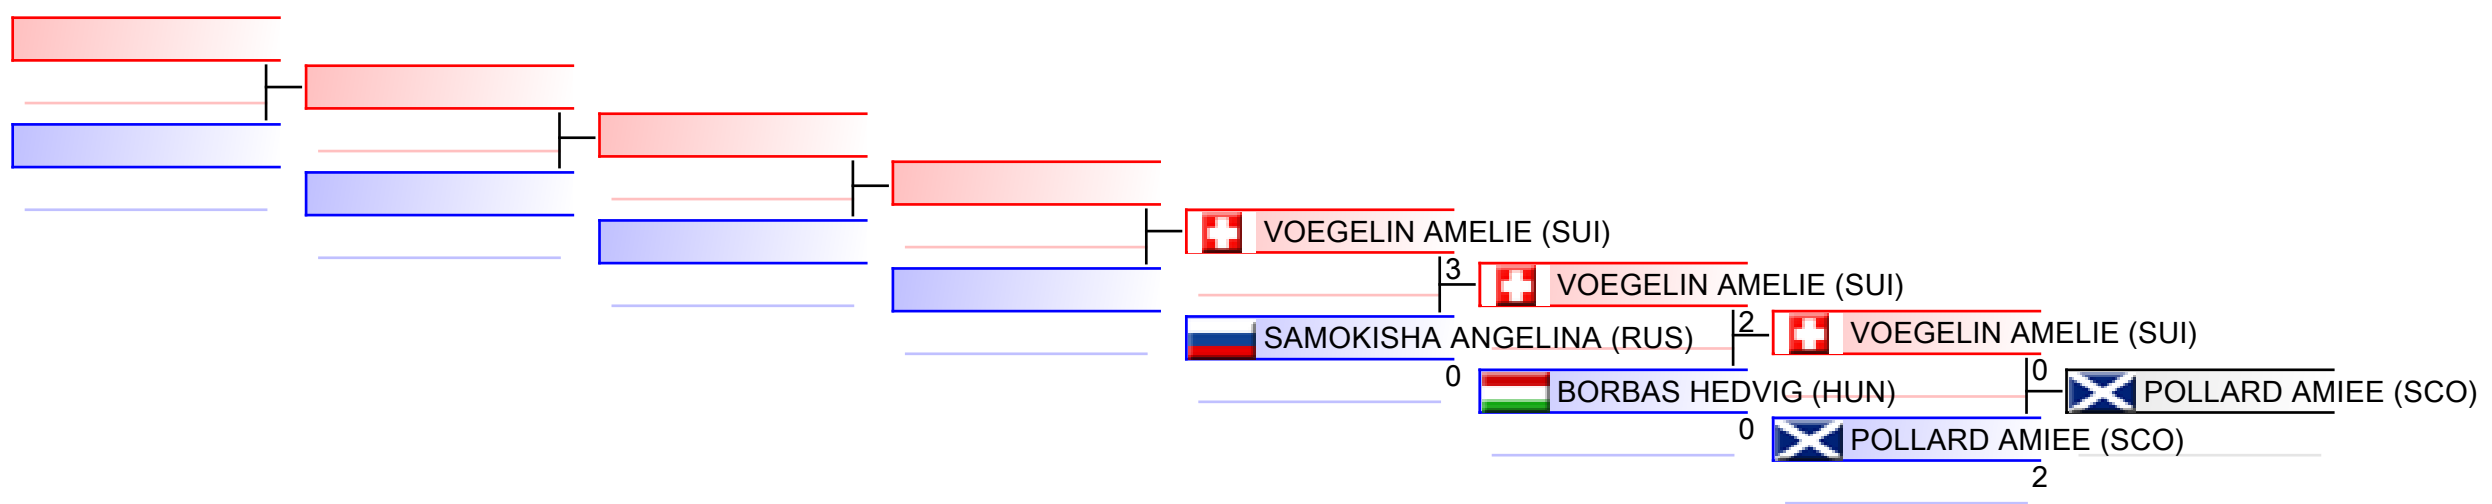 VOEGELIN AMELIE (SUI)
3
VOEGELIN AMELIE (SUI)
SAMOKISHA ANGELINA (RUS)
0
2
VOEGELIN AMELIE (SUI)
BORBAS HEDVIG (HUN)
0
0
POLLARD AMIEE (SCO)
POLLARD AMIEE (SCO)
2